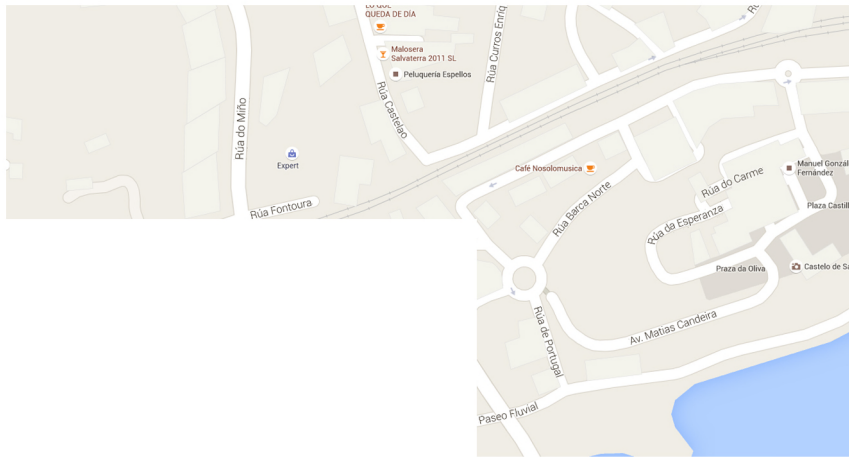 QUEDA DE DÍA
Malosera
Salvaterra 2011 SL
Peluquería Espellos
Rúa Curros Enriq
Rúa Castelao
Rúa do Miño
Expert
Rúa Fontoura
Café Nosolomusica
Rúa Barca Norte
Manuel Gonzál
Fernández
Rúa do Carme
Plaza Castill
Rúa da Esperanza
Praza da Oliva
Castelo de Sa
Av. Matias Candeira
Rúa de Portugal
Paseo Fluvial